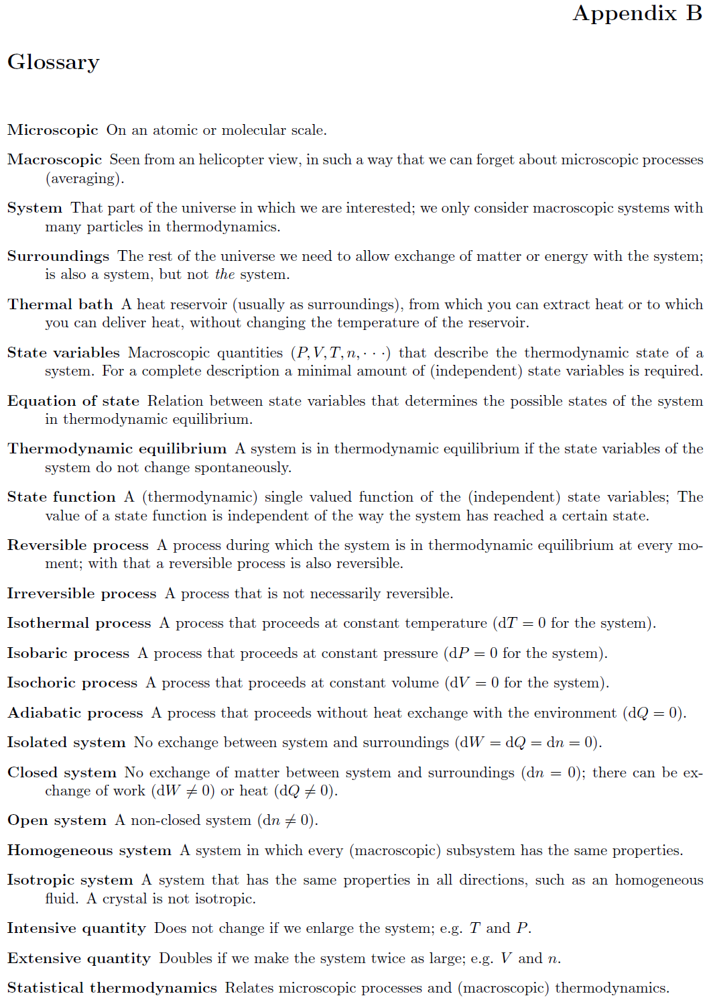 Appendix B
Glossary
Microscopic On an atomic or molecular scale.
Macroscopic Seen from an helicopter view, in such a way that we can forget about microscopic processes
(averaging).
System That part of the universe in which we are interested; we only consider macroscopic systems with
many particles in thermodynamics.
Surroundings The rest of the universe we need to allow exchange of matter or energy with the system;
is also a system, but not the system.
Thermal bath A heat reservoir (usually as surroundings), from which you can extract heat or to which
you can deliver heat, without changing the temperature of the reservoir.
State variables Macroscopic quantities (P, V, T, n, · · ·) that describe the thermodynamic state of a
system. For a complete description a minimal amount of (independent) state variables is required.
Equation of state Relation between state variables that determines the possible states of the system
in thermodynamic equilibrium.
Thermodynamic equilibrium A system is in thermodynamic equilibrium if the state variables of the
system do not change spontaneously.
State function A (thermodynamic) single valued function of the (independent) state variables; The
value of a state function is independent of the way the system has reached a certain state.
Reversible process A process during which the system is in thermodynamic equilibrium at every mo-
ment; with that a reversible process is also reversible.
Irreversible process A process that is not necessarily reversible.
Isothermal process A process that proceeds at constant temperature (dT = 0 for the system).
Isobaric process A process that proceeds at constant pressure (dP = 0 for the system).
Isochoric process A process that proceeds at constant volume (dV = 0 for the system).
Adiabatic process A process that proceeds without heat exchange with the environment (dQ = 0).
Isolated system No exchange between system and surroundings (dW = dQ = dn = 0).
Closed system No exchange of matter between system and surroundings (dn = 0); there can be ex-
change of work (dW ≠ 0) or heat (dQ ≠ 0).
Open system A non-closed system (dn ≠ 0).
Homogeneous system A system in which every (macroscopic) subsystem has the same properties.
Isotropic system A system that has the same properties in all directions, such as an homogeneous
fluid. A crystal is not isotropic.
Intensive quantity Does not change if we enlarge the system; e.g. T and P.
Extensive quantity Doubles if we make the system twice as large; e.g. V and n.
Statistical thermodynamics Relates microscopic processes and (macroscopic) thermodynamics.